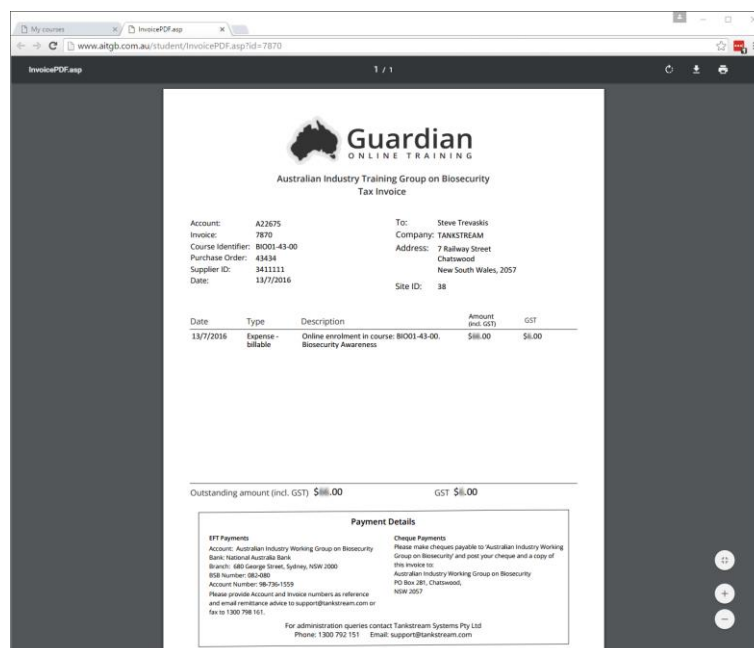 My courses
InvoicePDF.asp
www.aitgb.com.au/student/InvoicePDF.asp?id=7870
InvoicePDF.asp
1 / 1
Guardian
ONLINE TRAINING
Australian Industry Training Group on Biosecurity
Tax Invoice
Account: A22675
Invoice: 7870
Course Identifier: BIO01-43-00
Purchase Order: 43434
Supplier ID: 3411111
Date: 13/7/2016
To: Steve Trevaskis
Company: TANKSTREAM
Address: 7 Railway Street
Chatswood
New South Wales, 2057
Site ID: 38
Date Type Description Amount (incl. GST) GST
13/7/2016 Expense - billable Online enrolment in course: BIO01-43-00. Biosecurity Awareness $ .00 $ .00
Outstanding amount (incl. GST) $ .00 GST $ .00
Payment Details
EFT Payments
Account: Australian Industry Working Group on Biosecurity
Bank: National Australia Bank
Branch: 680 George Street, Sydney, NSW 2000
BSB Number: 082-080
Account Number: 98-736-1559
Please provide Account and Invoice numbers as reference
and email remittance advice to support@tankstream.com or
fax to 1300 798 161.
Cheque Payments
Please make cheques payable to 'Australian Industry Working
Group on Biosecurity' and post your cheque and a copy of
this invoice to:
Australian Industry Working Group on Biosecurity
PO Box 281, Chatswood,
NSW 2057
For administration queries contact Tankstream Systems Pty Ltd
Phone: 1300 792 151 Email: support@tankstream.com